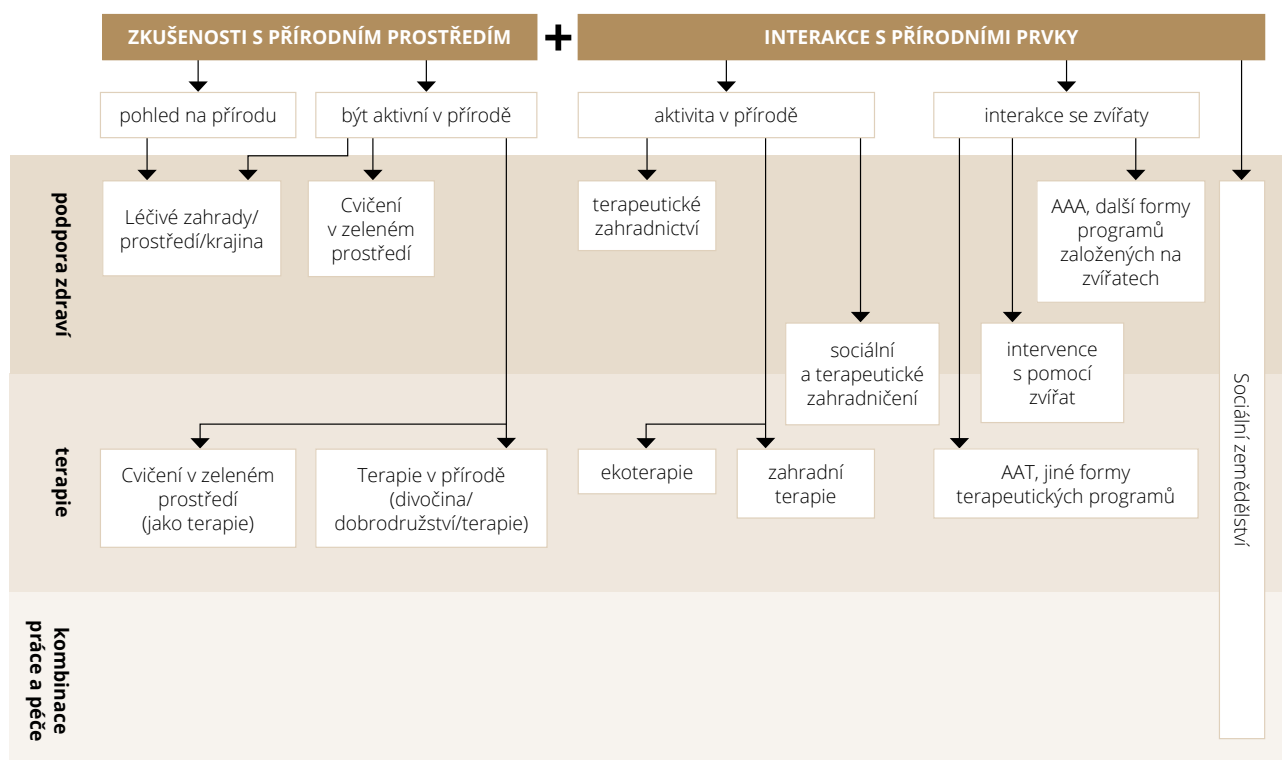 ZKUŠENOSTI S PŘÍRODNÍM PROSTŘEDÍM
+
INTERAKCE S PŘÍRODNÍMI PRVKY
pohled na přírodu
být aktivní v přírodě
aktivita v přírodě
interakce se zvířaty
podpora zdraví
Léčivé zahrady/
prostředí/krajina
Cvičení
v zeleném
prostředí
terapeutické
zahradnictví
AAA, další formy
programů
založených na
zvířatech
sociální
a terapeutické
zahradničení
intervence
s pomocí
zvířat
Sociální zemědělství
terapie
Cvičení v zeleném
prostředí
(jako terapie)
Terapie v přírodě
(divočina/
dobrodružství/terapie)
ekoterapie
zahradní
terapie
AAT, jiné formy
terapeutických programů
kombinace
práce a péče